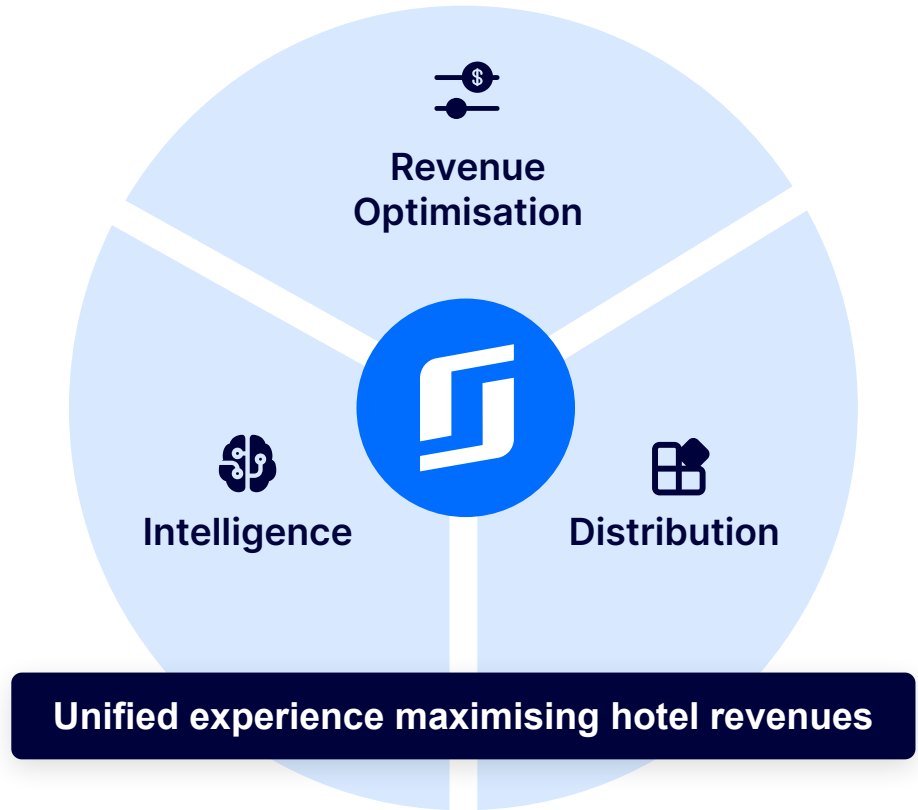 $
Revenue
Optimisation
Intelligence
Distribution
Unified experience maximising hotel revenues